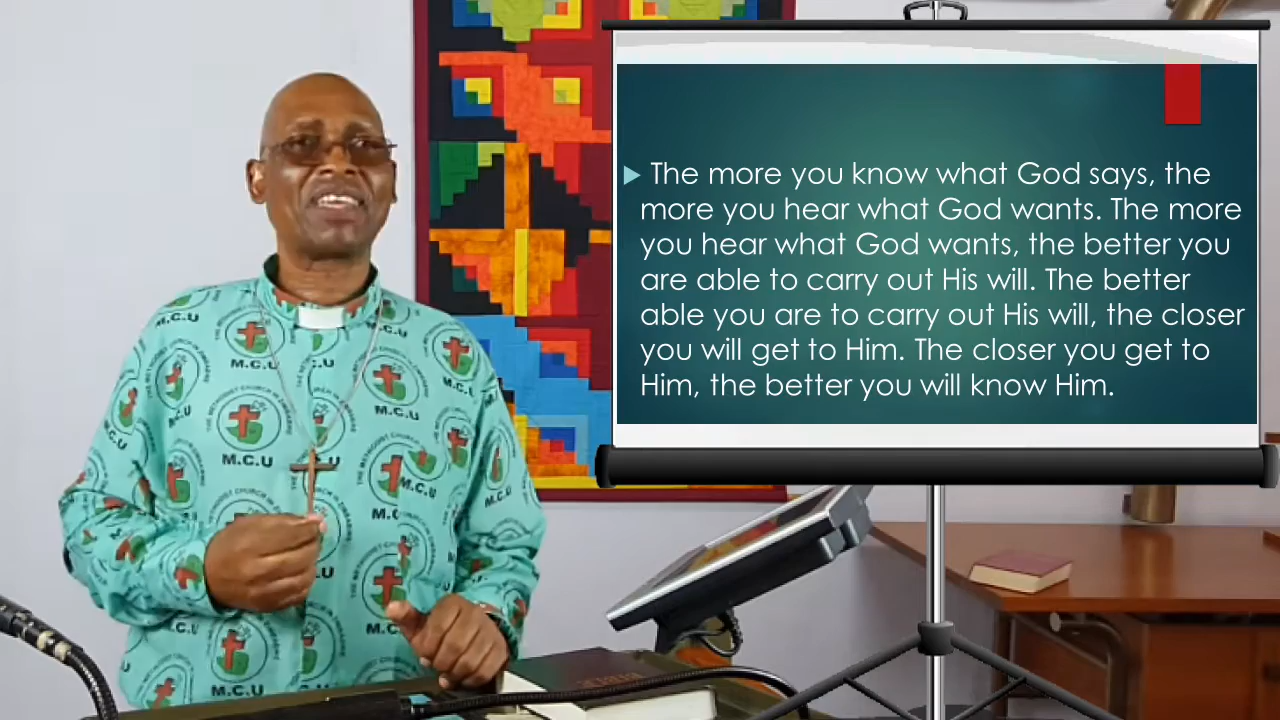 The more you know what God says, the
more you hear what God wants. The more
you hear what God wants, the better you
are able to carry out His will. The better
able you are to carry out His will, the closer
you will get to Him. The closer you get to
Him, the better you will know Him.
M.C.U
M.C.U
M.C.U
M.C.U
M.C.U
M.C.U
BIBLE